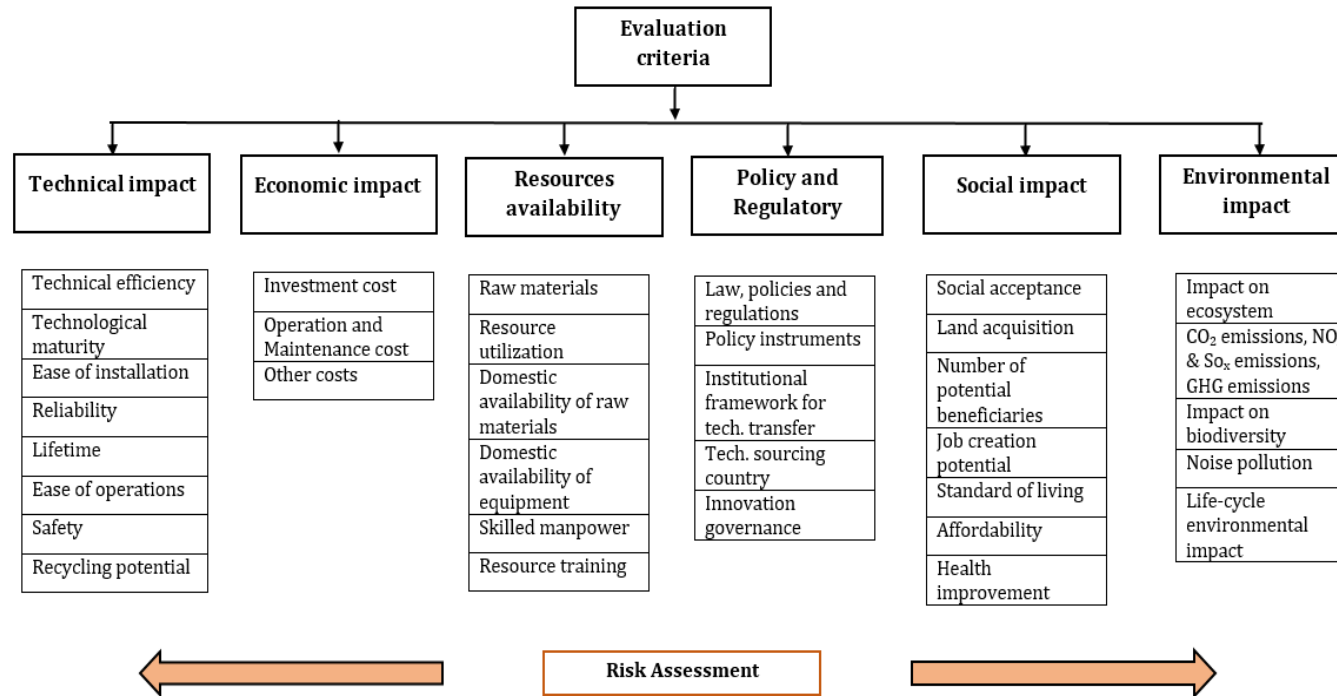 Evaluation
criteria
Technical impact
Economic impact
Resources
availability
Policy and
Regulatory
Social impact
Environmental
impact
Technical efficiency
Technological
maturity
Ease of installation
Reliability
Lifetime
Ease of operations
Safety
Recycling potential
Investment cost
Operation and
Maintenance cost
Other costs
Raw materials
Resource
utilization
Domestic
availability of raw
materials
Domestic
availability of
equipment
Skilled manpower
Resource training
Law, policies and
regulations
Policy instruments
Institutional
framework for
tech. transfer
Tech. sourcing
country
Innovation
governance
Social acceptance
Land acquisition
Number of
potential
beneficiaries
Job creation
potential
Standard of living
Affordability
Health
improvement
Impact on
ecosystem
CO₂ emissions, NO
& Soₓ emissions,
GHG emissions
Impact on
biodiversity
Noise pollution
Life-cycle
environmental
impact
Risk Assessment